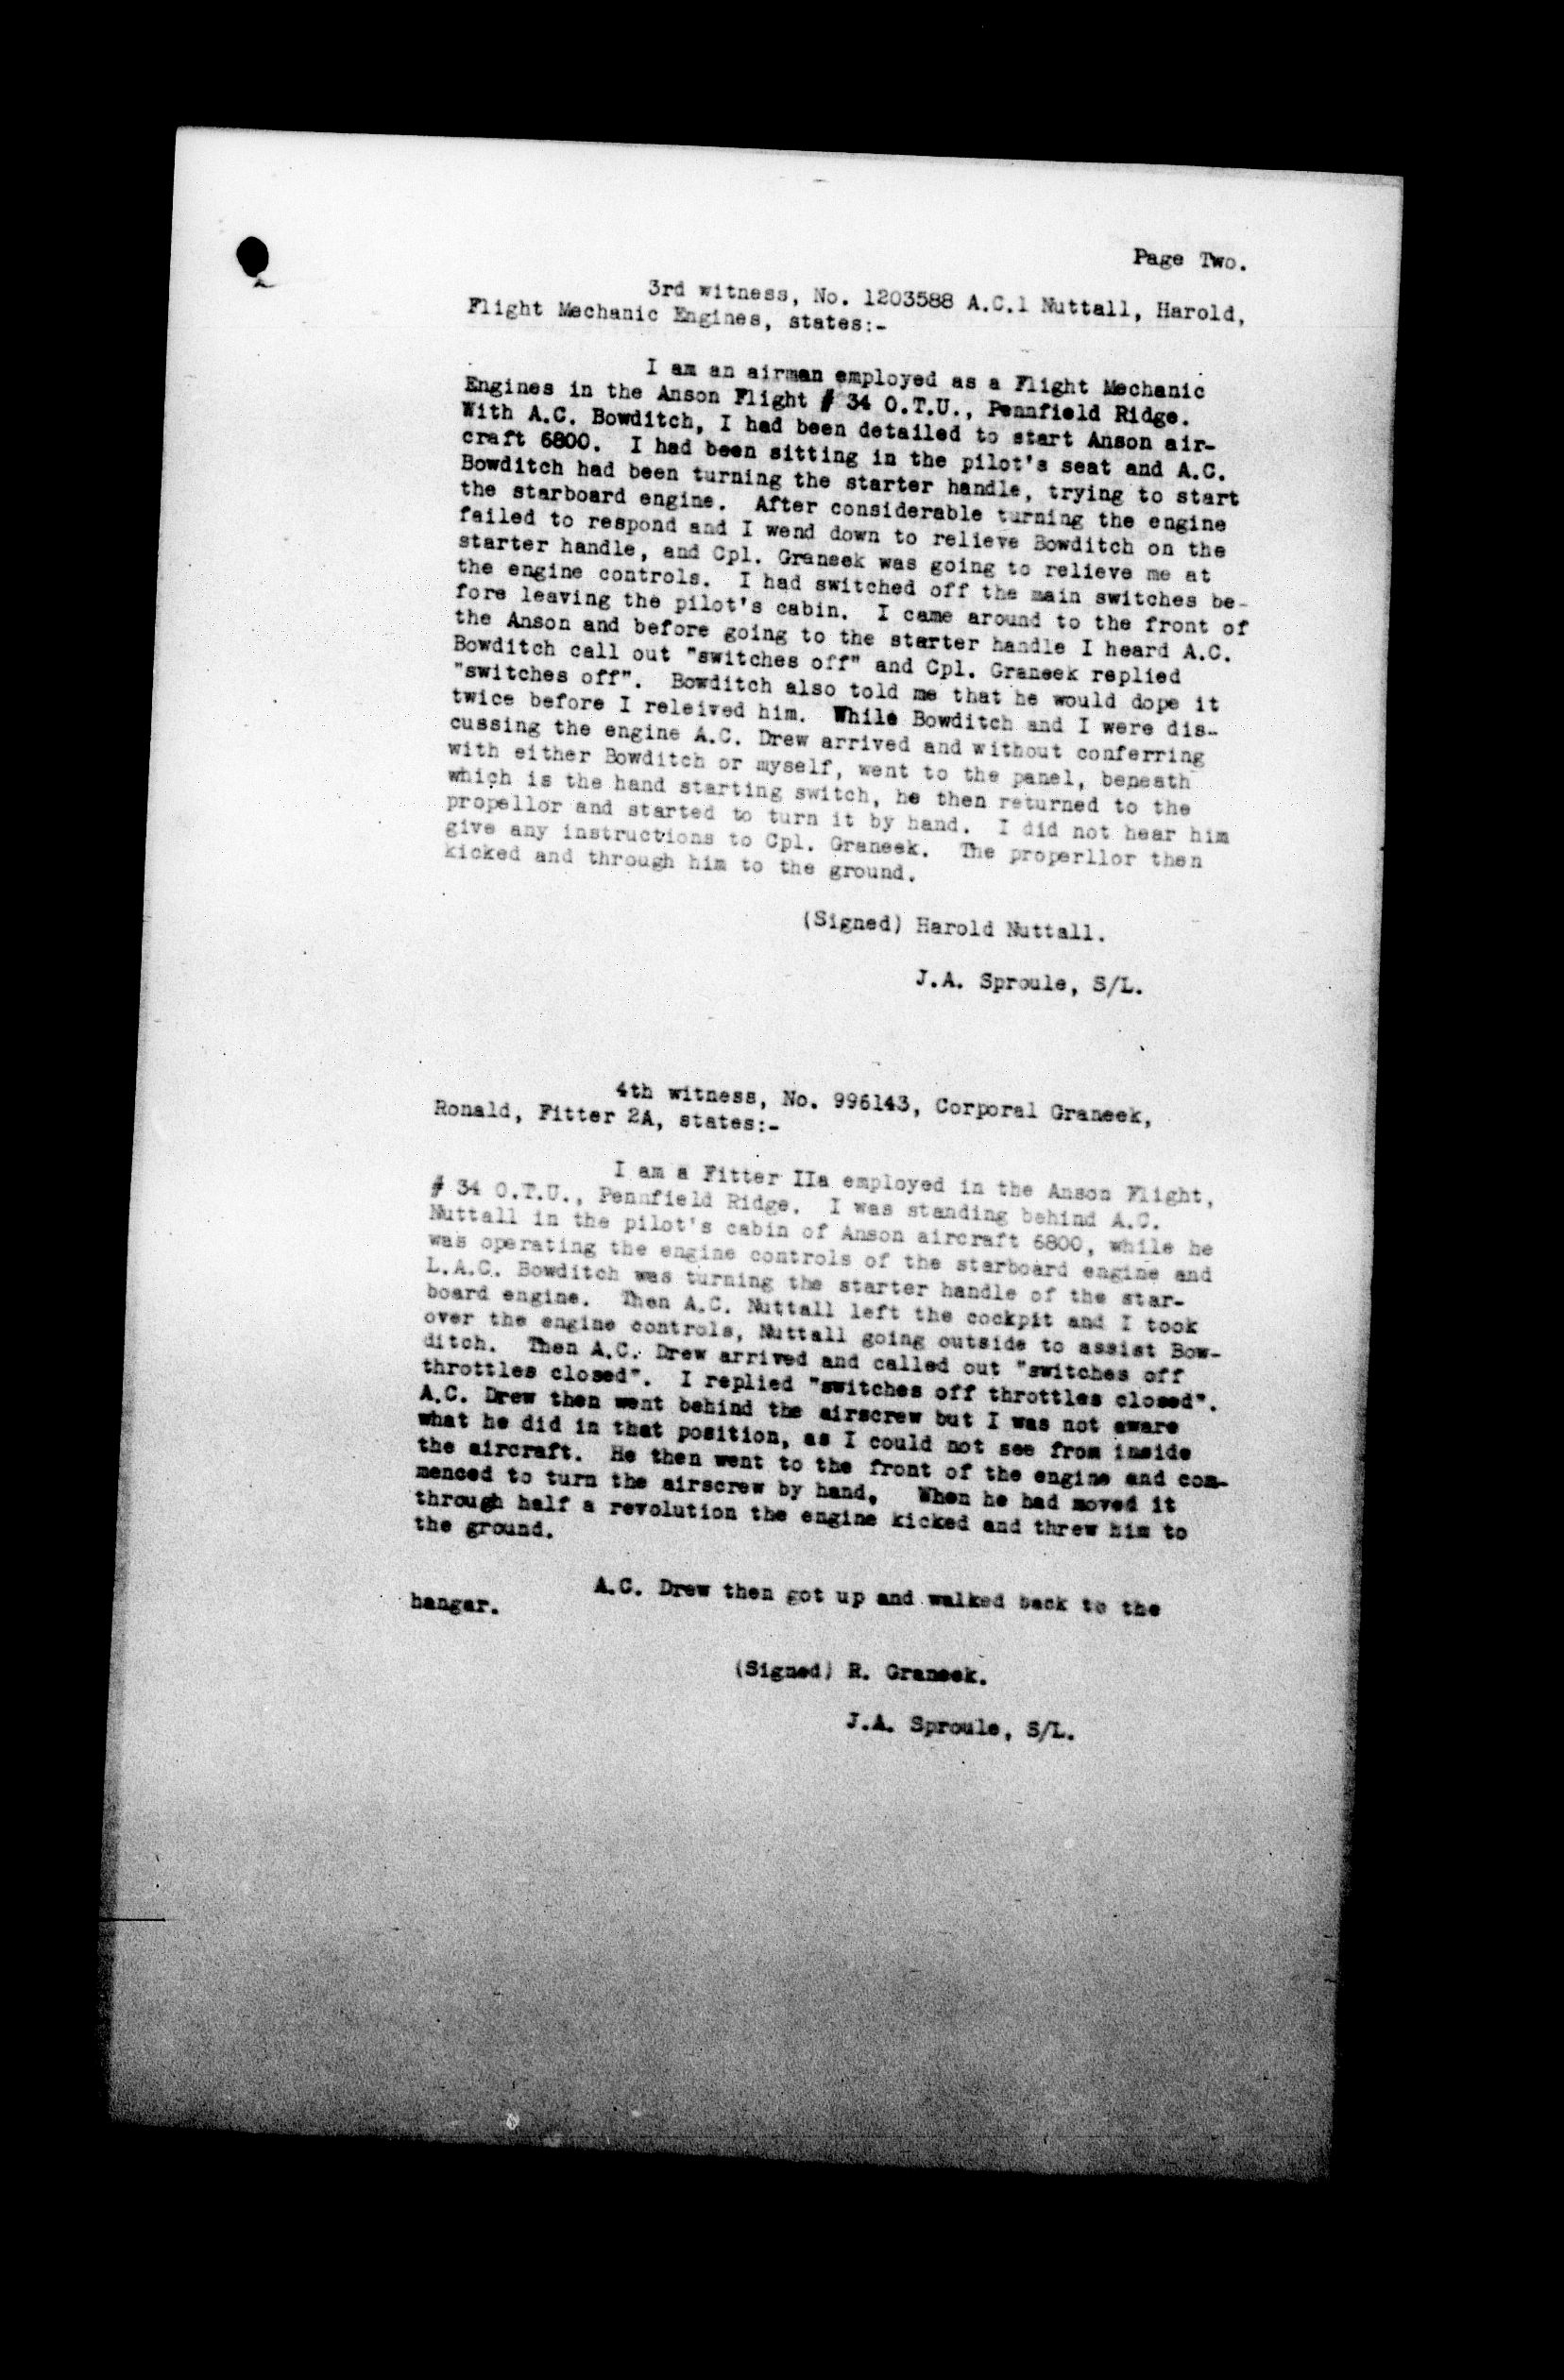 Page Two.
3rd witness, No. 1203588 A.C.1 Nuttall, Harold,
Flight Mechanic Engines, states:-
I am an airman employed as a Flight Mechanic
Engines in the Anson Flight # 34 O.T.U., Pennfield Ridge.
With A.C. Bowditch, I had been detailed to start Anson air-
craft 6800. I had been sitting in the pilot's seat and A.C.
Bowditch had been turning the starter handle, trying to start
the starboard engine. After considerable turning the engine
failed to respond and I wend down to relieve Bowditch on the
starter handle, and Cpl. Graneek was going to relieve me at
the engine controls. I had switched off the main switches be-
fore leaving the pilot's cabin. I came around to the front of
the Anson and before going to the starter handle I heard A.C.
Bowditch call out "switches off" and Cpl. Graneek replied
"switches off". Bowditch also told me that he would dope it
twice before I releived him. While Bowditch and I were dis-
cussing the engine A.C. Drew arrived and without conferring
with either Bowditch or myself, went to the panel, beneath
which is the hand starting switch, he then returned to the
propellor and started to turn it by hand. I did not hear him
give any instructions to Cpl. Graneek. The properllor then
kicked and through him to the ground.
(Signed) Harold Nuttall.
J.A. Sproule, S/L.
4th witness, No. 996143, Corporal Graneek,
Ronald, Fitter 2A, states:-
I am a Fitter IIa employed in the Anson Flight,
# 34 O.T.U., Pennfield Ridge. I was standing behind A.C.
Nuttall in the pilot's cabin of Anson aircraft 6800, while he
was operating the engine controls of the starboard engine and
L.A.C. Bowditch was turning the starter handle of the star-
board engine. Then A.C. Nuttall left the cockpit and I took
over the engine controls, Nuttall going outside to assist Bow-
ditch. Then A.C. Drew arrived and called out "switches off
throttles closed". I replied "switches off throttles closed".
A.C. Drew then went behind the airscrew but I was not aware
what he did in that position, as I could not see from inside
the aircraft. He then went to the front of the engine and com-
menced to turn the airscrew by hand. When he had moved it
through half a revolution the engine kicked and threw him to
the ground.
A.C. Drew then got up and walked back to the
hangar.
(Signed) R. Graneek.
J.A. Sproule, S/L.